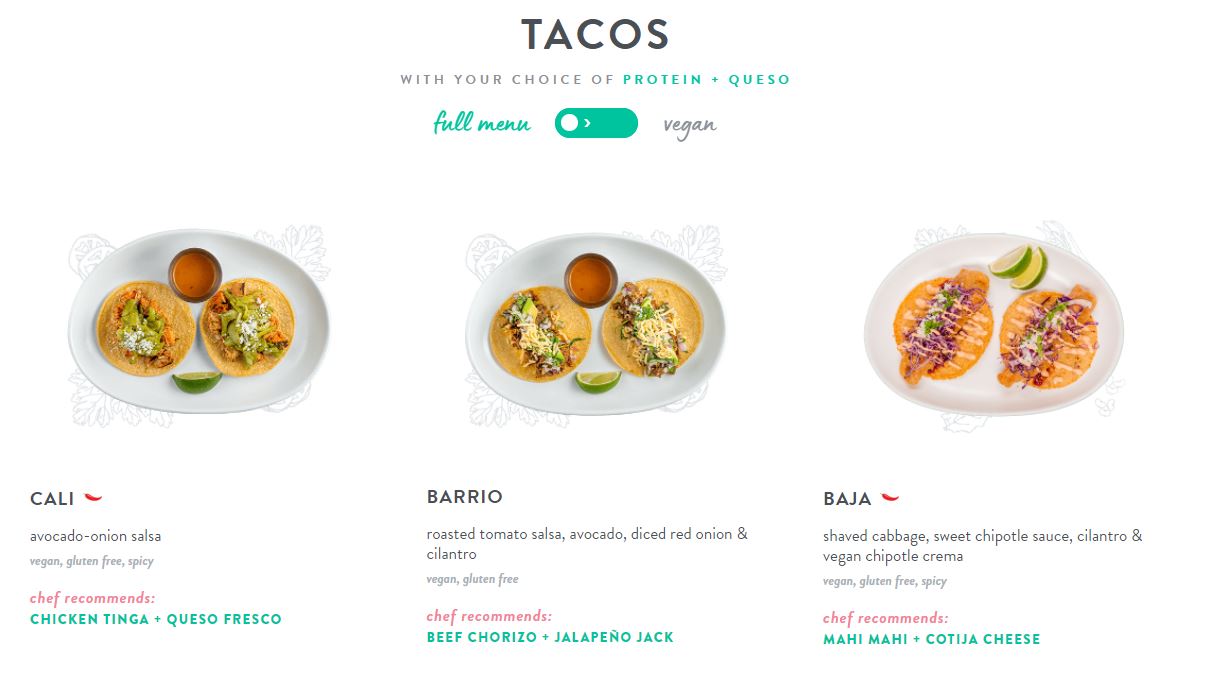 TACOS
WITH YOUR CHOICE OF PROTEIN + QUESO
full menu
vegan
CALI
avocado-onion salsa
vegan, gluten free, spicy
chef recommends:
CHICKEN TINGA + QUESO FRESCO
BARRIO
roasted tomato salsa, avocado, diced red onion &
cilantro
vegan, gluten free
chef recommends:
BEEF CHORIZO + JALAPEÑO JACK
BAJA
shaved cabbage, sweet chipotle sauce, cilantro &
vegan chipotle crema
vegan, gluten free, spicy
chef recommends:
MAHI MAHI + COTIJA CHEESE